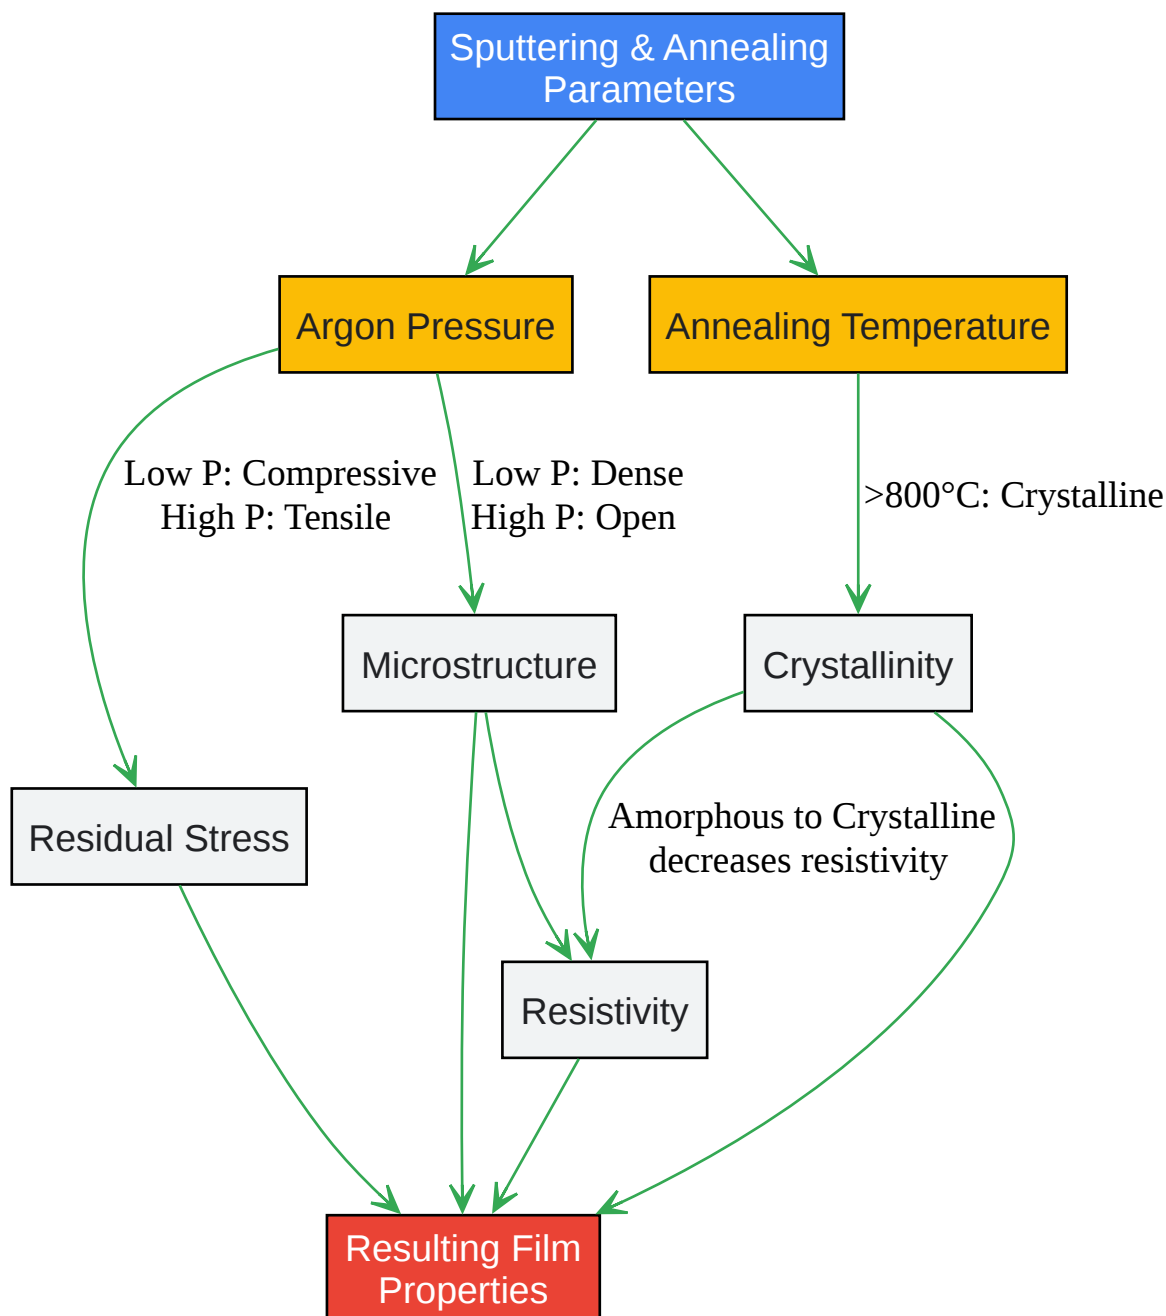 Sputtering & Annealing
Parameters
Argon Pressure
Annealing Temperature
Low P: Compressive
High P: Tensile
Low P: Dense
High P: Open
>800°C: Crystalline
Microstructure
Crystallinity
Residual Stress
Amorphous to Crystalline
decreases resistivity
Resistivity
Resulting Film
Properties